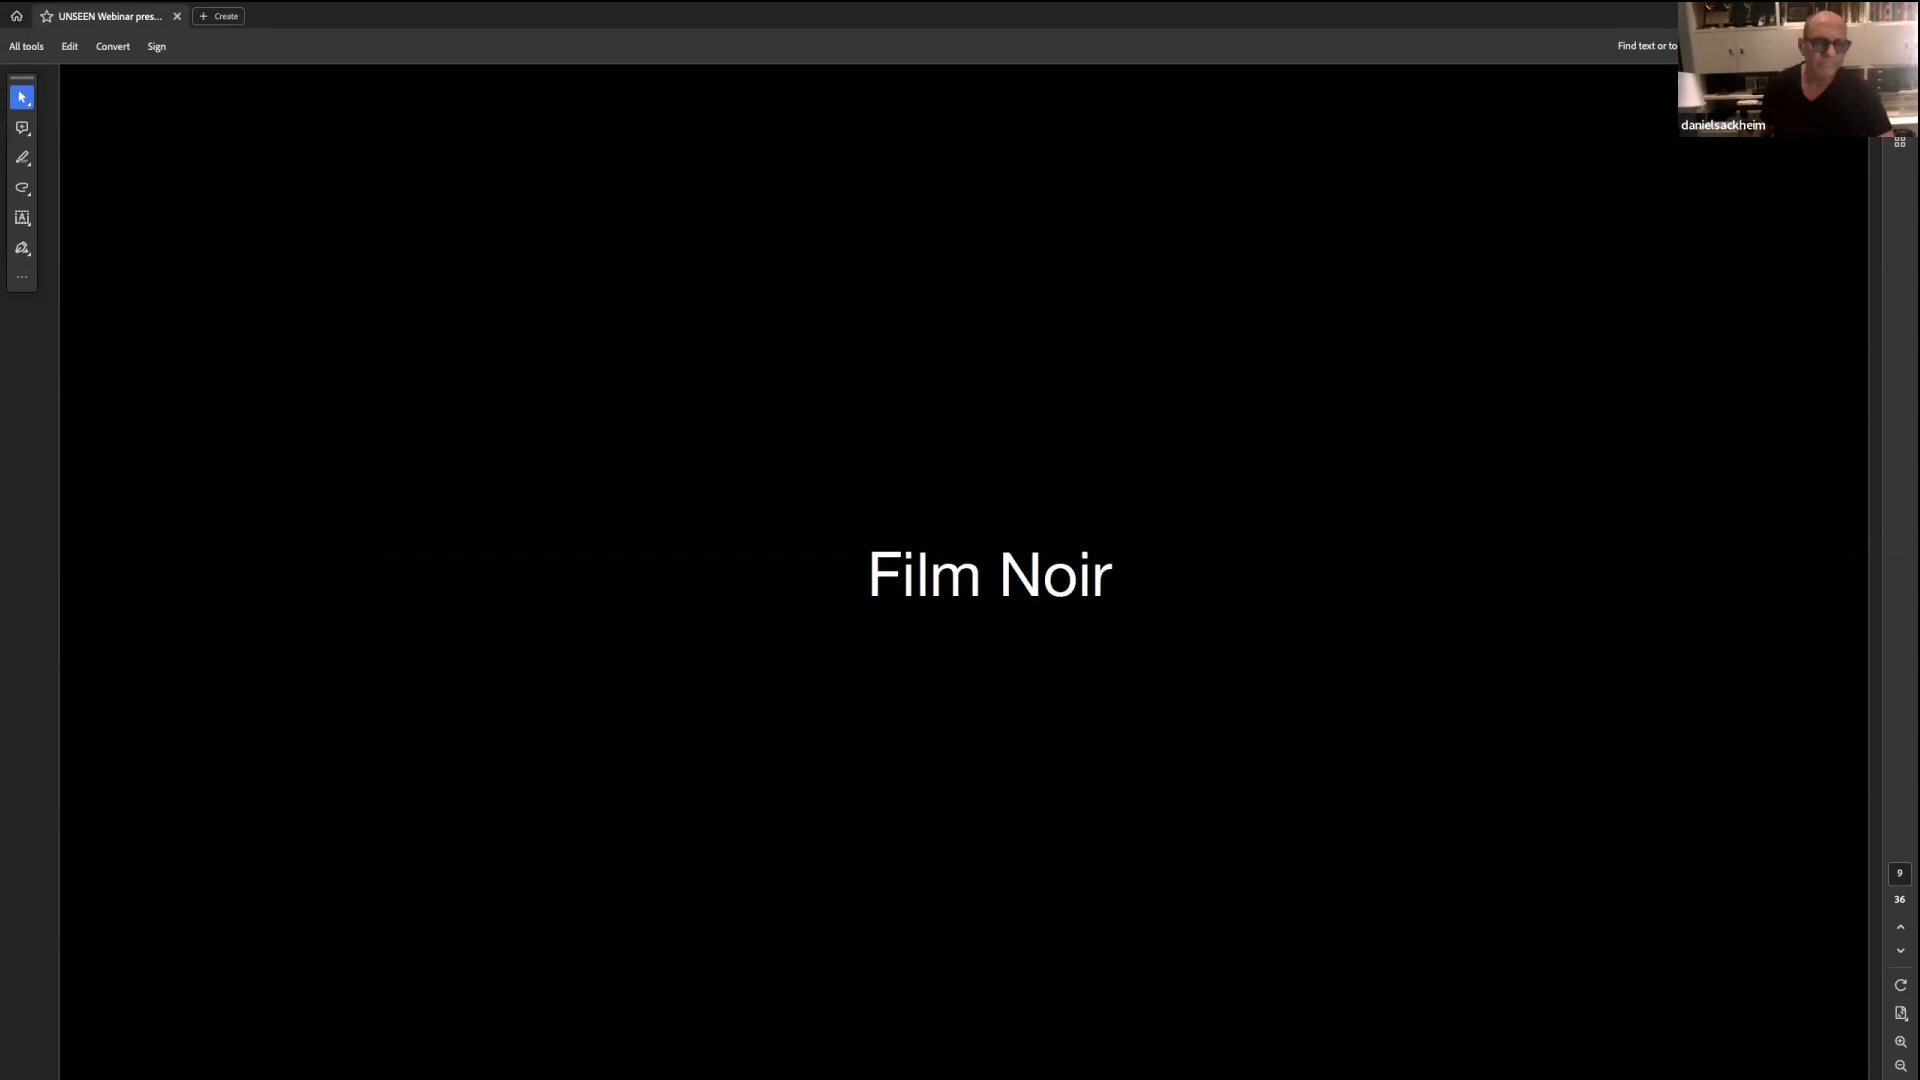 UNSEEN Webinar pres...
Create
All tools
Edit
Convert
Sign
Find text or to
danielsackheim
Film Noir
9
36